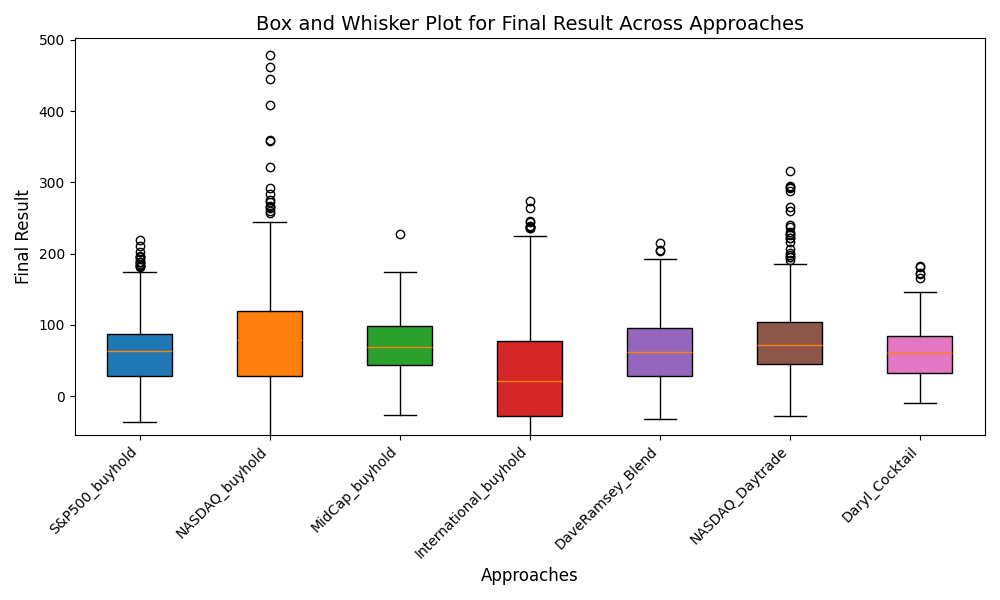 Box and Whisker Plot for Final Result Across Approaches
500
400
300
200
100
0
Final Result
S&P500_buyhold
NASDAQ_buyhold
MidCap_buyhold
International_buyhold
DaveRamsey_Blend
NASDAQ_Daytrade
Daryl_Cocktail
Approaches